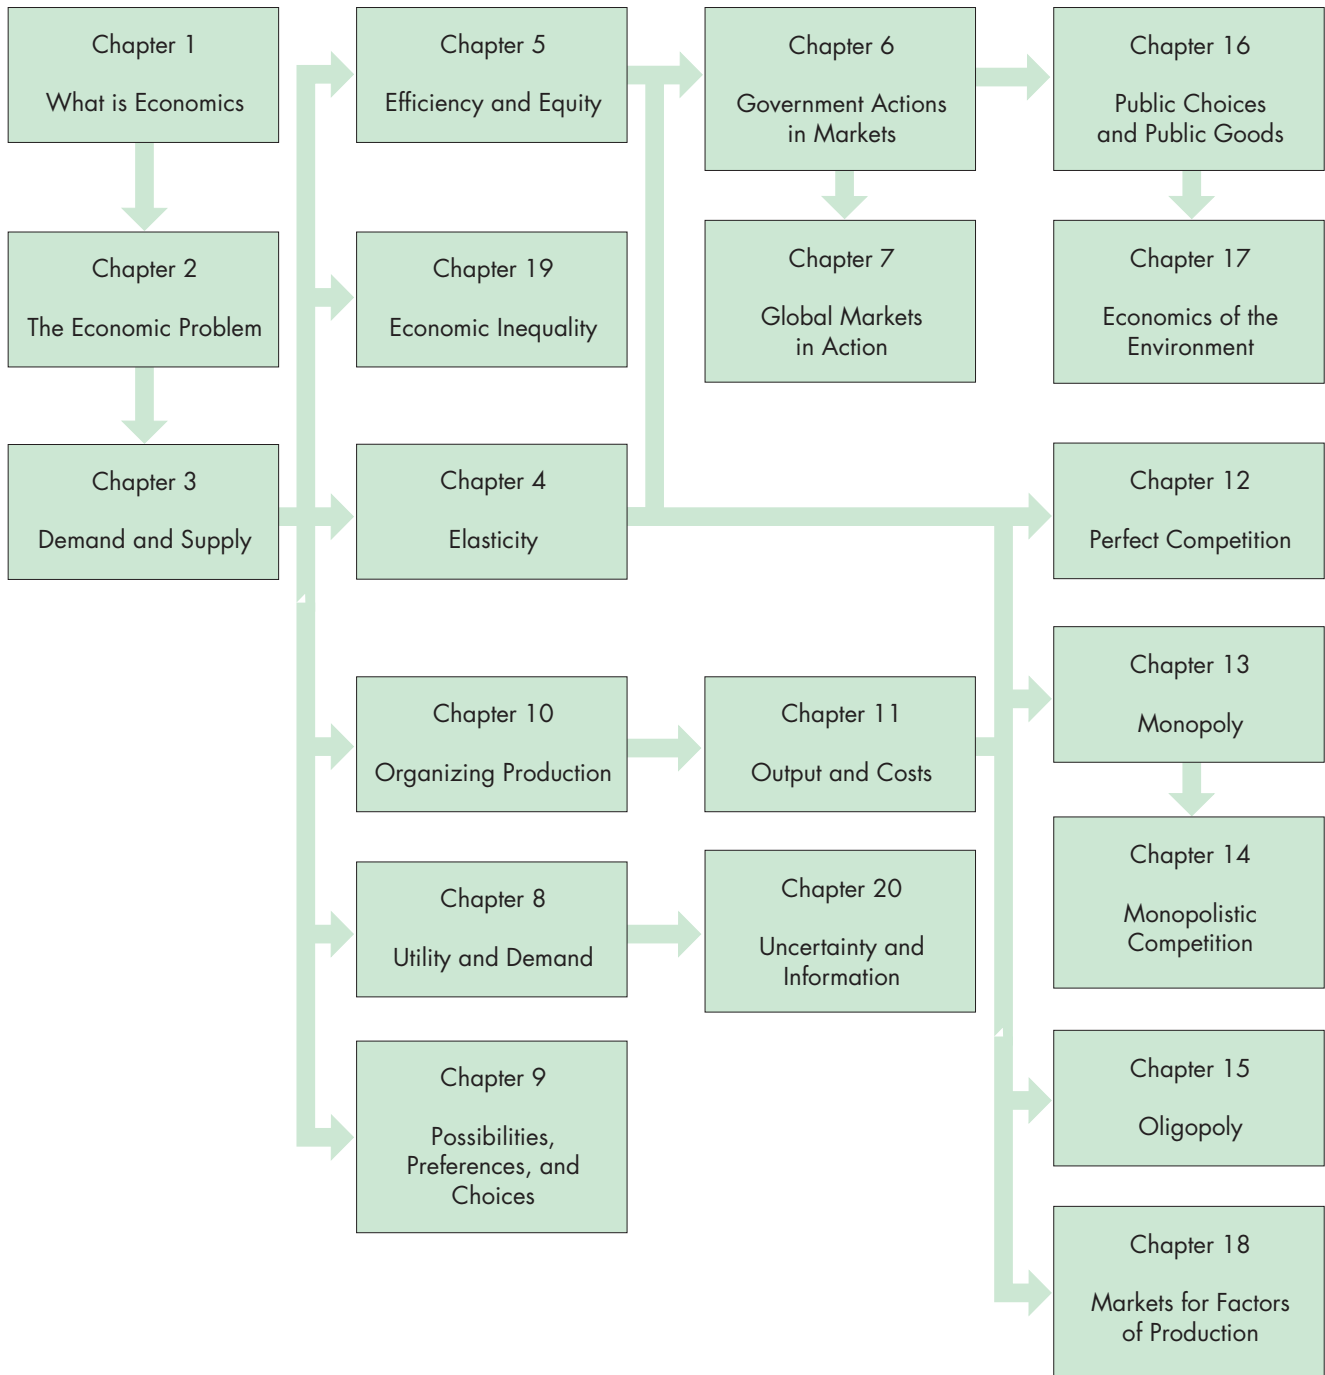 Chapter 1
What is Economics
Chapter 2
The Economic Problem
Chapter 3
Demand and Supply
Chapter 5
Efficiency and Equity
Chapter 19
Economic Inequality
Chapter 4
Elasticity
Chapter 10
Organizing Production
Chapter 8
Utility and Demand
Chapter 9
Possibilities,
Preferences, and
Choices
Chapter 6
Government Actions
in Markets
Chapter 7
Global Markets
in Action
Chapter 11
Output and Costs
Chapter 20
Uncertainty and
Information
Chapter 16
Public Choices
and Public Goods
Chapter 17
Economics of the
Environment
Chapter 12
Perfect Competition
Chapter 13
Monopoly
Chapter 14
Monopolistic
Competition
Chapter 15
Oligopoly
Chapter 18
Markets for Factors
of Production